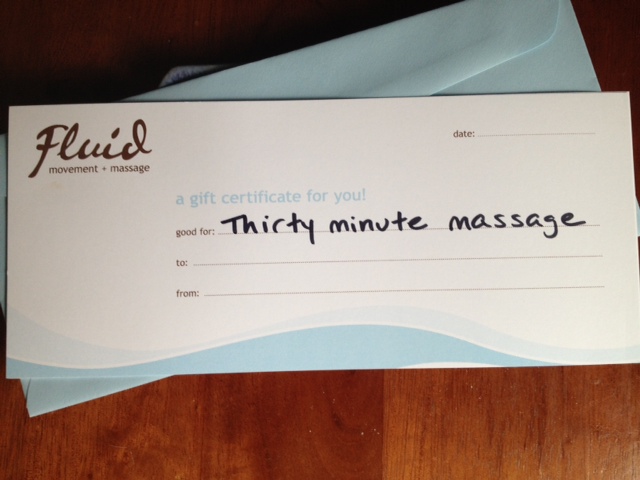 Fluid
movement + massage
date:
a gift certificate for you!
good for: Thirty minute massage
to:
from: